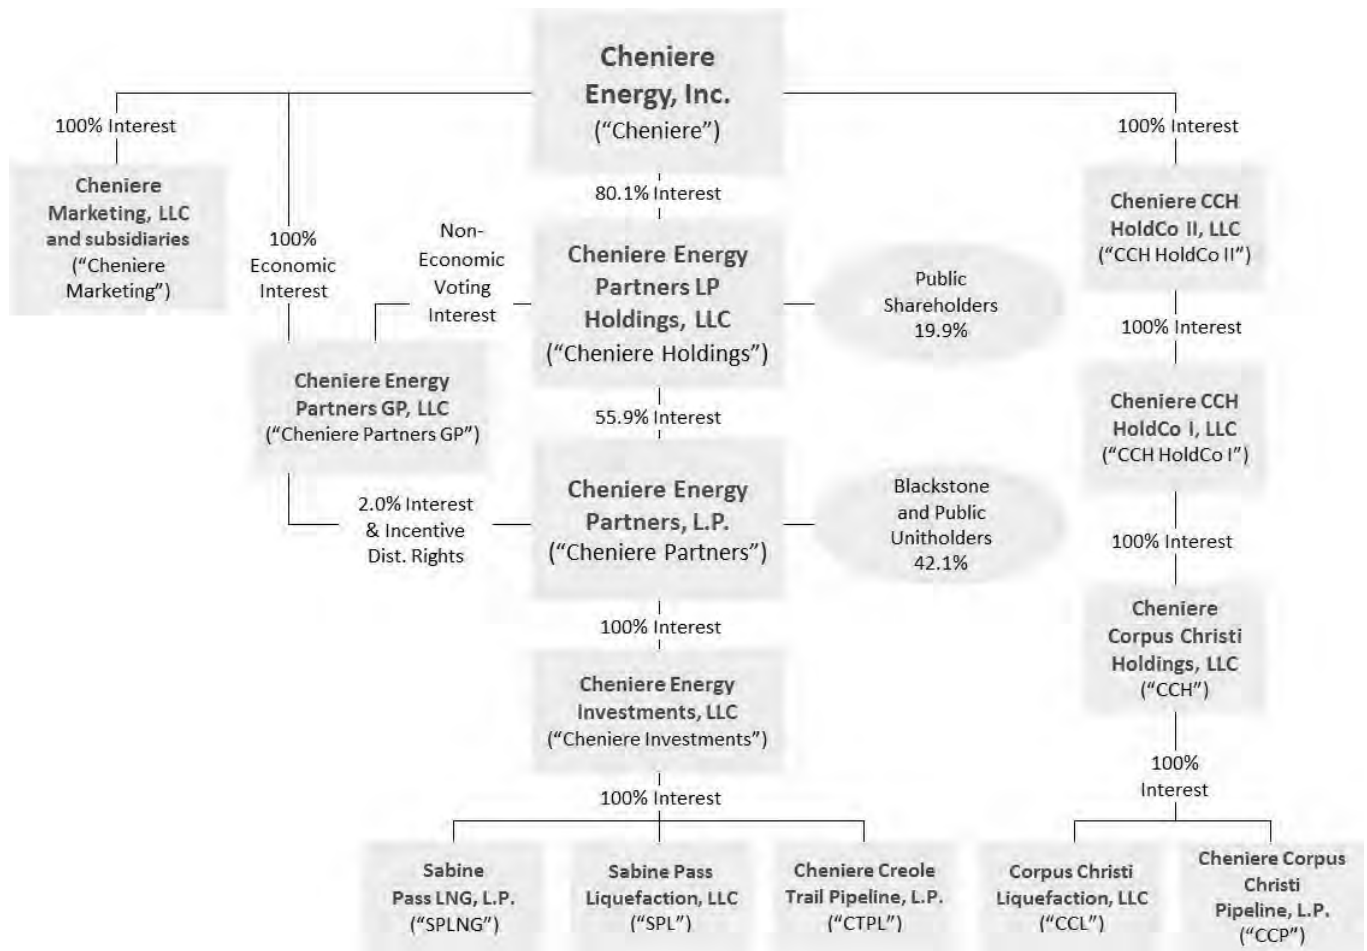 Cheniere
Energy, Inc.
(“Cheniere”)
100% Interest
100% Interest
80.1% Interest
Cheniere
Marketing, LLC
and subsidiaries
(“Cheniere
Marketing”)
100%
Economic
Interest
Non-
Economic
Voting
Interest
Cheniere Energy
Partners LP
Holdings, LLC
(“Cheniere Holdings”)
Public
Shareholders
19.9%
Cheniere CCH
HoldCo II, LLC
(“CCH HoldCo II”)
100% Interest
Cheniere Energy
Partners GP, LLC
(“Cheniere Partners GP”)
55.9% Interest
Cheniere CCH
HoldCo I, LLC
(“CCH HoldCo I”)
2.0% Interest
& Incentive
Dist. Rights
Cheniere Energy
Partners, L.P.
(“Cheniere Partners”)
Blackstone
and Public
Unitholders
42.1%
100% Interest
100% Interest
Cheniere
Corpus Christi
Holdings, LLC
(“CCH”)
Cheniere Energy
Investments, LLC
(“Cheniere Investments”)
100% Interest
100%
Interest
Sabine
Pass LNG, L.P.
(“SPLNG”)
Sabine Pass
Liquefaction, LLC
(“SPL”)
Cheniere Creole
Trail Pipeline, L.P.
(“CTPL”)
Corpus Christi
Liquefaction, LLC
(“CCL”)
Cheniere Corpus
Christi
Pipeline, L.P.
(“CCP”)